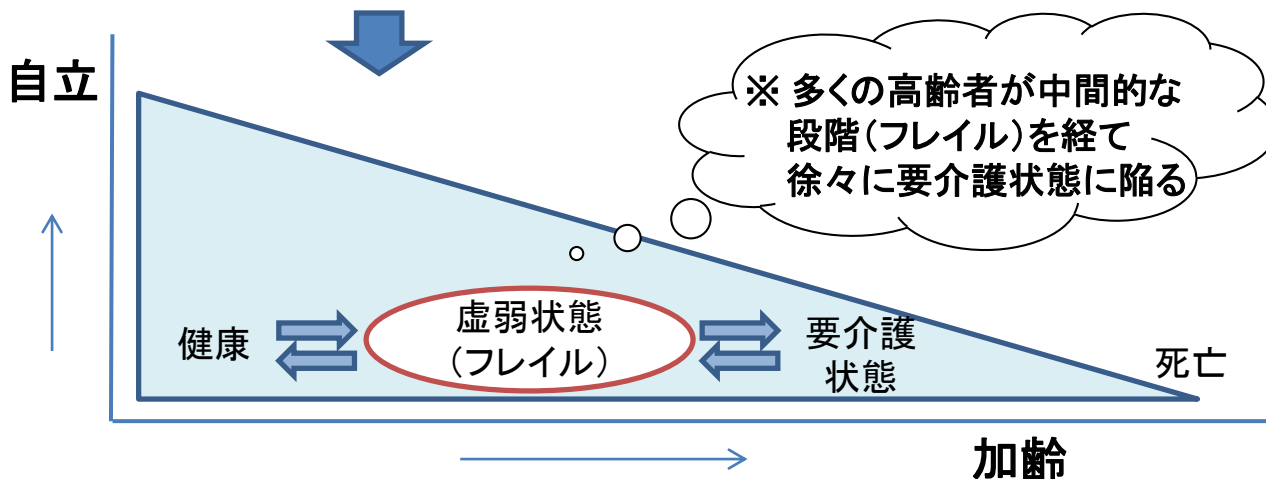 自立
※ 多くの高齢者が中間的な
段階(フレイル)を経て
徐々に要介護状態に陥る
健康
虚弱状態
(フレイル)
要介護
状態
死亡
加齢